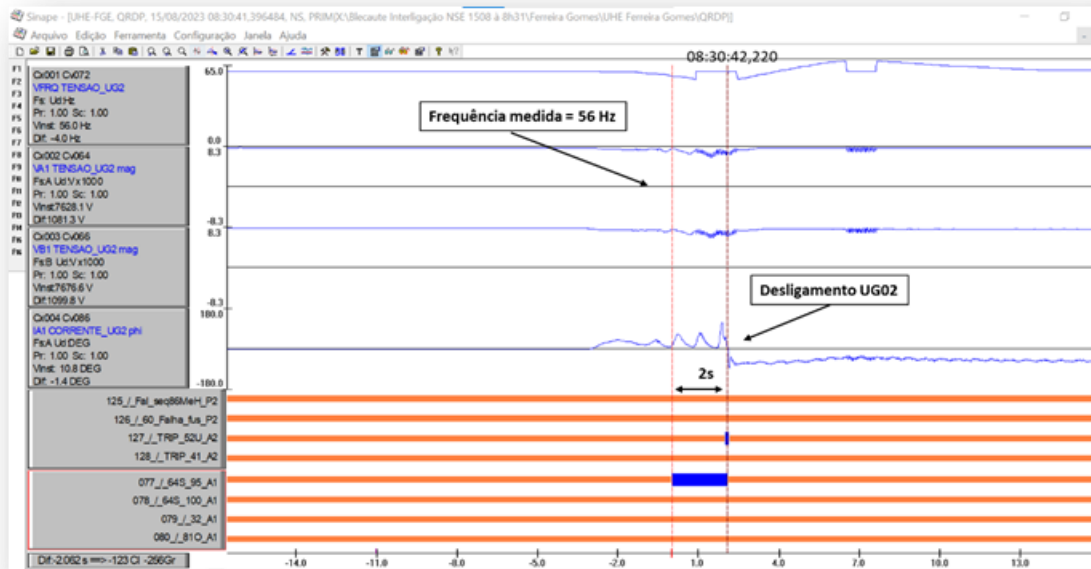 Sinape - [UHE-FGE, QRDP, 15/08/2023 08:30:41,396484, NS, PRIM(X:\Blecaute Interligação NSE 1508 à 8h31\Ferreira Gomes\UHE Ferreira Gomes\QRDP)]
Arquivo Edição Ferramenta Configuração Janela Ajuda
08:30:42,220
F1
F2
F3
F4
F5
F6
F7
F8
F9
Cx001 Cv072
VFRQ TENSAO_UG2
Fs: Ud:Hz
Pr: 1.00 Sc: 1.00
Vinst: 56.0 Hz
Dif: -4.0 Hz
65.0
0.0
Frequência medida = 56 Hz
Cx002 Cv064
VA1 TENSAO_UG2 mag
Fs:A Ud:V x1000
Pr: 1.00 Sc: 1.00
Vinst:7628.1 V
Dif:1081.3 V
8.3
-8.3
Cx003 Cv066
VB1 TENSAO_UG2 mag
Fs:B Ud:V x1000
Pr: 1.00 Sc: 1.00
Vinst:7676.6 V
Dif:1099.8 V
8.3
-8.3
Desligamento UG02
Cx004 Cv086
IA1 CORRENTE_UG2 phi
Fs:A Ud:DEG
Pr: 1.00 Sc: 1.00
Vinst: 10.8 DEG
Dif: -1.4 DEG
180.0
-180.0
2s
125_/_Fal_seq86MeH_P2
126_/_60_Falha_fus_P2
127_/_TRIP_52U_A2
128_/_TRIP_41_A2
077_/_64S_95_A1
078_/_64S_100_A1
079_/_32_A1
080_/_81O_A1
Dif:-2.062 s ==> -123 Cl -256Gr
-14.0 -11.0 -8.0 -5.0 -2.0 1.0 4.0 7.0 10.0 13.0